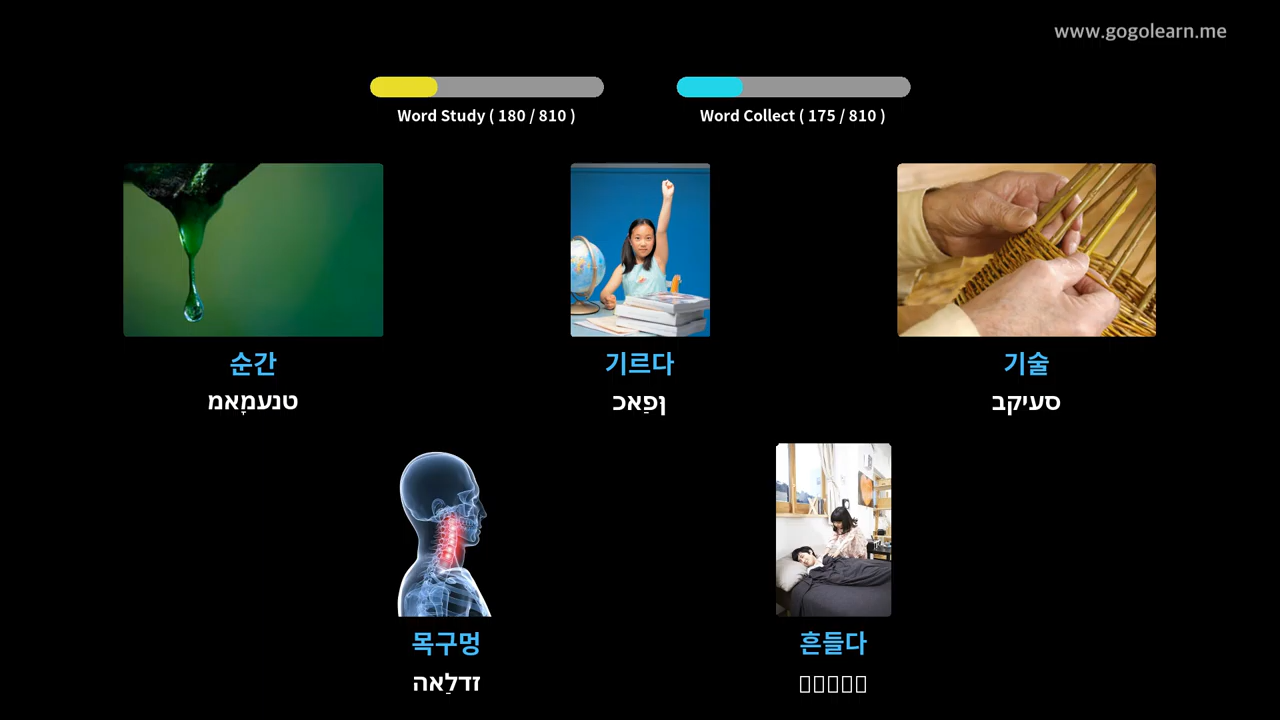 www.gogolearn.me
Word Study ( 180 / 810 )
Word Collect ( 175 / 810 )
순간
기르다
기술
טנעמָאמ
ןּפַאכ
סעיקב
목구멍
흔들다
זדלַאה